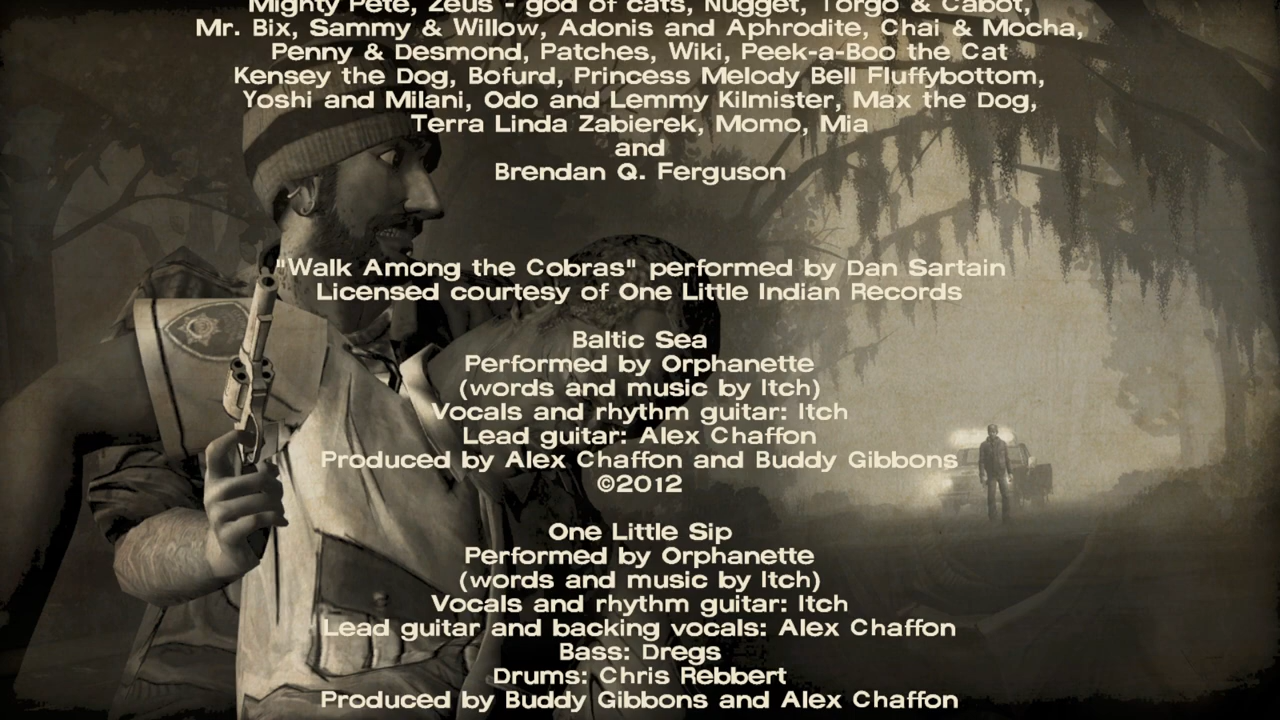 Mighty Pete, Zeus - god of cats, Nugget, Torgo & Cabot,
Mr. Bix, Sammy & Willow, Adonis and Aphrodite, Chai & Mocha,
Penny & Desmond, Patches, Wiki, Peek-a-Boo the Cat
Kensey the Dog, Bofurd, Princess Melody Bell Fluffybottom,
Yoshi and Milani, Odo and Lemmy Kilmister, Max the Dog,
Terra Linda Zabierek, Momo, Mia
and
Brendan Q. Ferguson
"Walk Among the Cobras" performed by Dan Sartain
Licensed courtesy of One Little Indian Records
Baltic Sea
Performed by Orphanette
(words and music by Itch)
Vocals and rhythm guitar: Itch
Lead guitar: Alex Chaffon
Produced by Alex Chaffon and Buddy Gibbons
©2012
One Little Sip
Performed by Orphanette
(words and music by Itch)
Vocals and rhythm guitar: Itch
Lead guitar and backing vocals: Alex Chaffon
Bass: Dregs
Drums: Chris Rebbert
Produced by Buddy Gibbons and Alex Chaffon